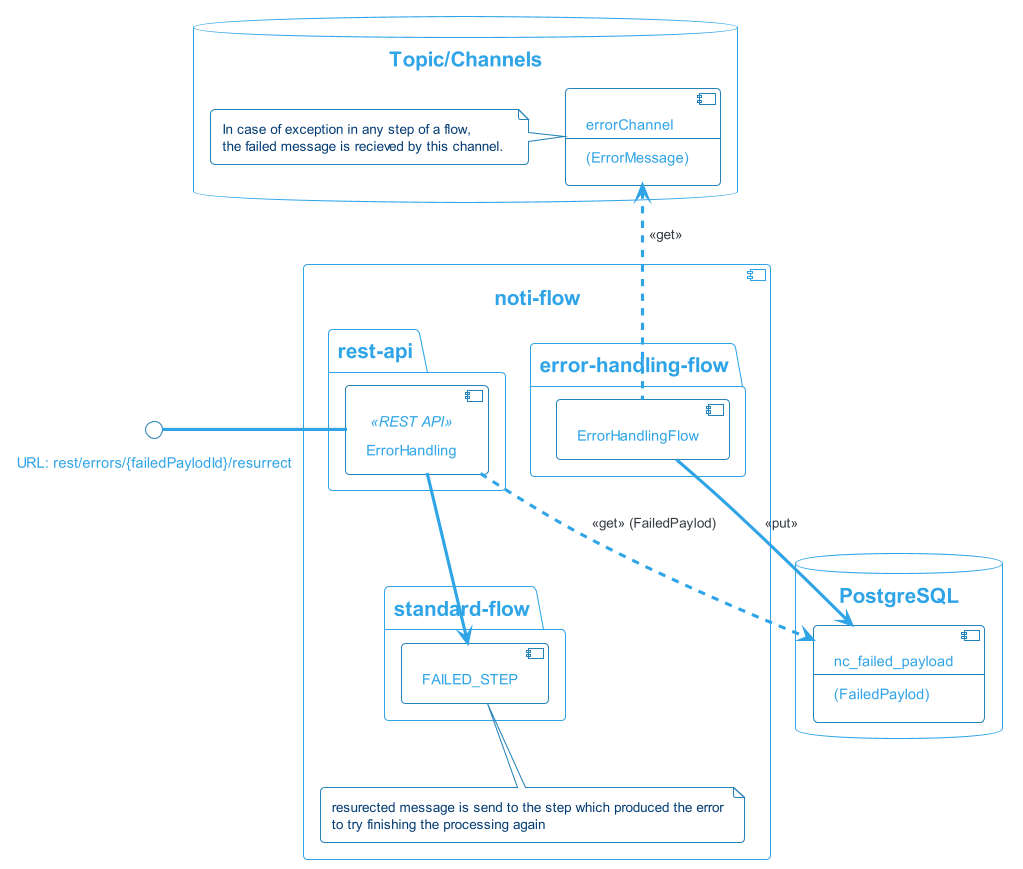 Topic/Channels
In case of exception in any step of a flow,
the failed message is recieved by this channel.
errorChannel
(ErrorMessage)
«get»
noti-flow
rest-api
«REST API»
ErrorHandling
error-handling-flow
ErrorHandlingFlow
URL: rest/errors/{failedPaylodId}/resurrect
«get» (FailedPaylod)
«put»
standard-flow
FAILED_STEP
PostgreSQL
nc_failed_payload
(FailedPaylod)
resurected message is send to the step which produced the error
to try finishing the processing again